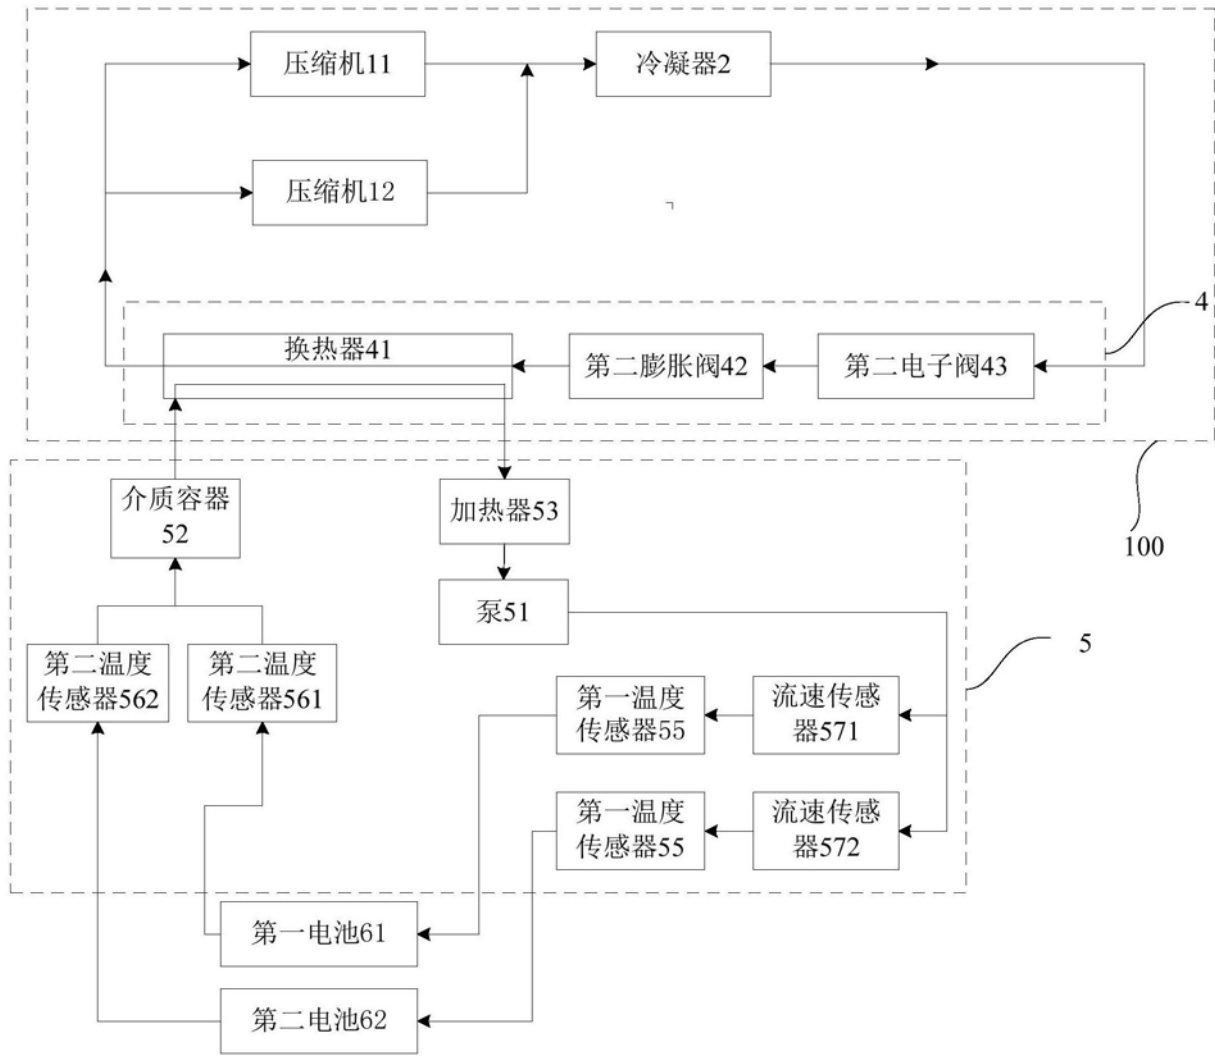 压缩机11
冷凝器2
压缩机12
4
换热器41
第二膨胀阀42
第二电子阀43
100
介质容器
52
加热器53
泵51
5
第二温度
传感器562
第二温度
传感器561
第一温度
传感器55
流速传感
器571
第一温度
传感器55
流速传感
器572
第一电池61
第二电池62